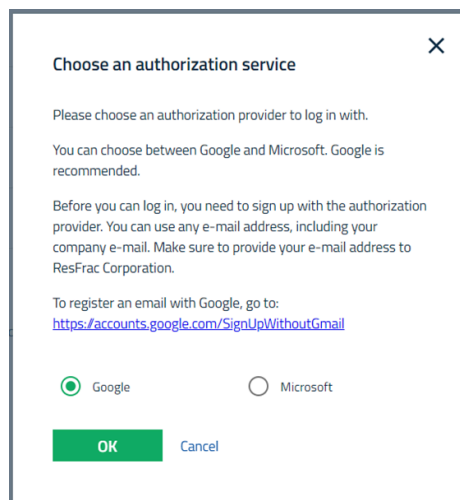 Choose an authorization service
Please choose an authorization provider to log in with.
You can choose between Google and Microsoft. Google is
recommended.
Before you can log in, you need to sign up with the authorization
provider. You can use any e-mail address, including your
company e-mail. Make sure to provide your e-mail address to
ResFrac Corporation.
To register an email with Google, go to:
https://accounts.google.com/SignUpWithoutGmail
Google
Microsoft
OK
Cancel